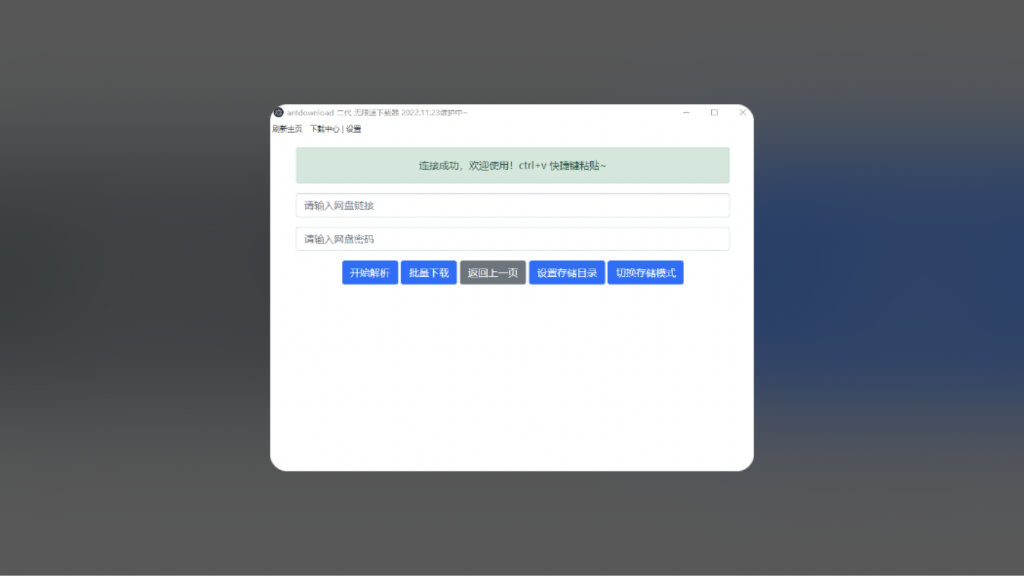 antdownload 二代 无限速下载器 2022.11.23维护中~
刷新主页 下载中心 | 设置
连接成功，欢迎使用！ctrl+v 快捷键粘贴~
请输入网盘链接
请输入网盘密码
开始解析 批量下载 返回上一页 设置存储目录 切换存储模式